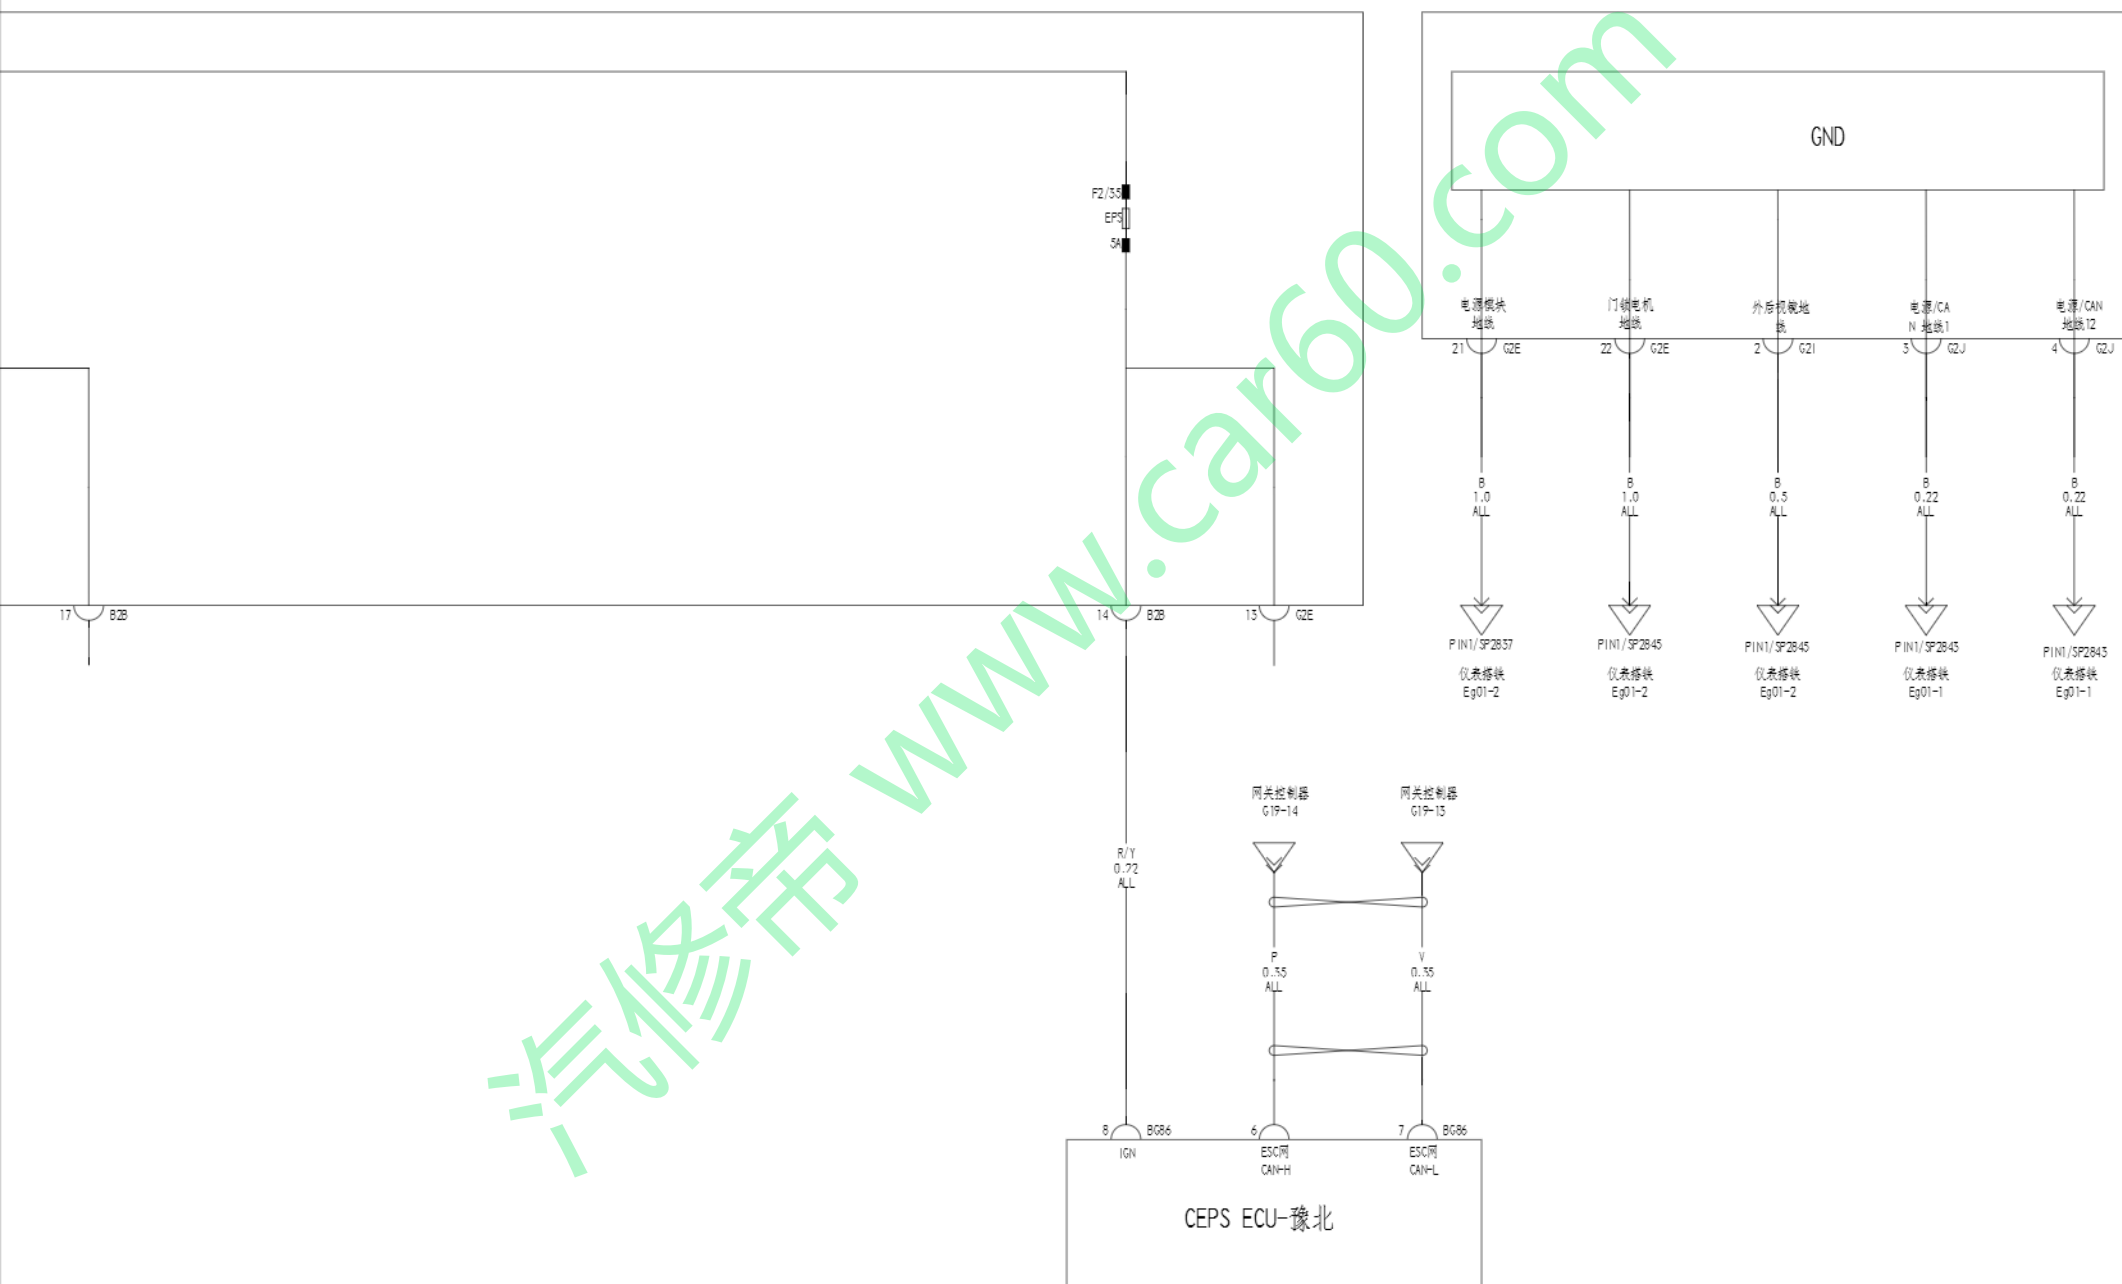 GND
F2/35
EPS
5A
电源模块
地线
门锁电机
地线
外后视镜地
线
电源/CA
N 地线1
电源/CAN
地线12
21 G2E
22 G2E
2 G2I
3 G2J
4 G2J
B
1.0
ALL
B
1.0
ALL
B
0.5
ALL
B
0.22
ALL
B
0.22
ALL
17 B2B
14 B2B
13 G2E
PIN1/SP2837
仪表搭铁
Eg01-2
PIN1/SP2845
仪表搭铁
Eg01-2
PIN1/SP2845
仪表搭铁
Eg01-2
PIN1/SP2843
仪表搭铁
Eg01-1
PIN1/SP2843
仪表搭铁
Eg01-1
网关控制器
G19-14
网关控制器
G19-13
R/Y
0.22
ALL
P
0.35
ALL
V
0.35
ALL
8 BG86
6
7 BG86
IGN
ESC网
CAN-H
ESC网
CAN-L
CEPS ECU-豫北
汽修帝 www.car60.com